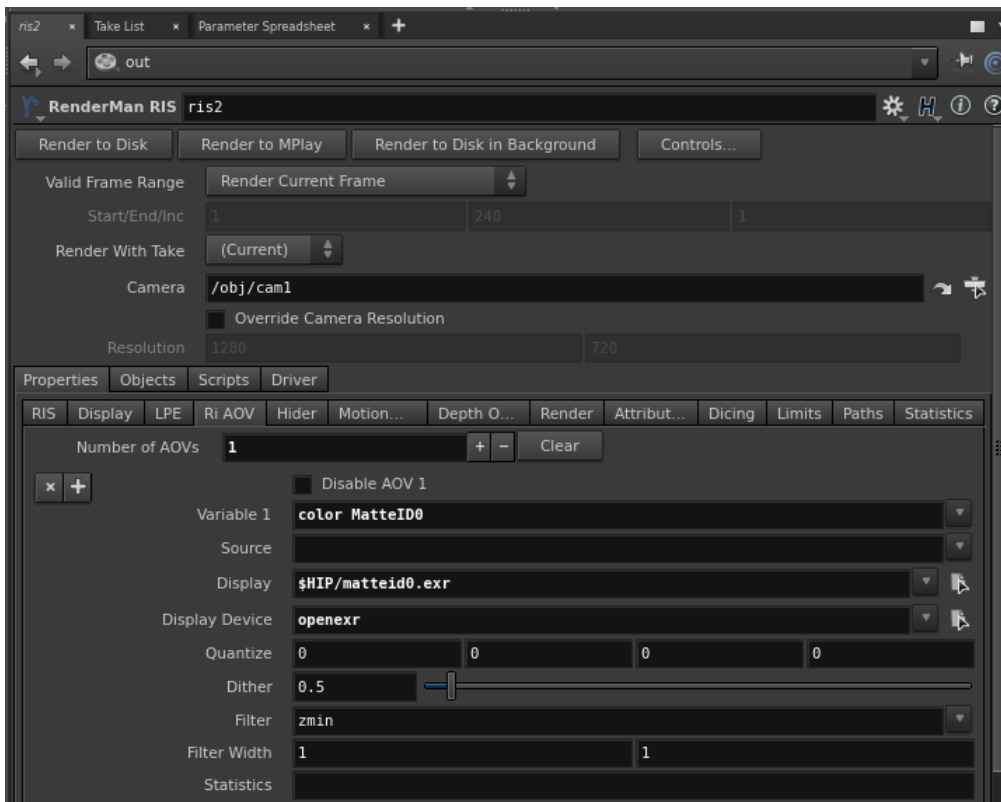 ris2 × Take List × Parameter Spreadsheet × +
out
RenderMan RIS ris2
Render to Disk Render to MPlay Render to Disk in Background Controls...
Valid Frame Range Render Current Frame
Start/End/Inc 1 240 1
Render With Take (Current)
Camera /obj/cam1
Override Camera Resolution
Resolution 1280 720
Properties Objects Scripts Driver
RIS Display LPE Ri AOV Hider Motion... Depth O... Render Attribut... Dicing Limits Paths Statistics
Number of AOVs 1 + - Clear
× + Disable AOV 1
Variable 1 color MatteID0
Source
Display $HIP/matteid0.exr
Display Device openexr
Quantize 0 0 0 0
Dither 0.5
Filter zmin
Filter Width 1 1
Statistics